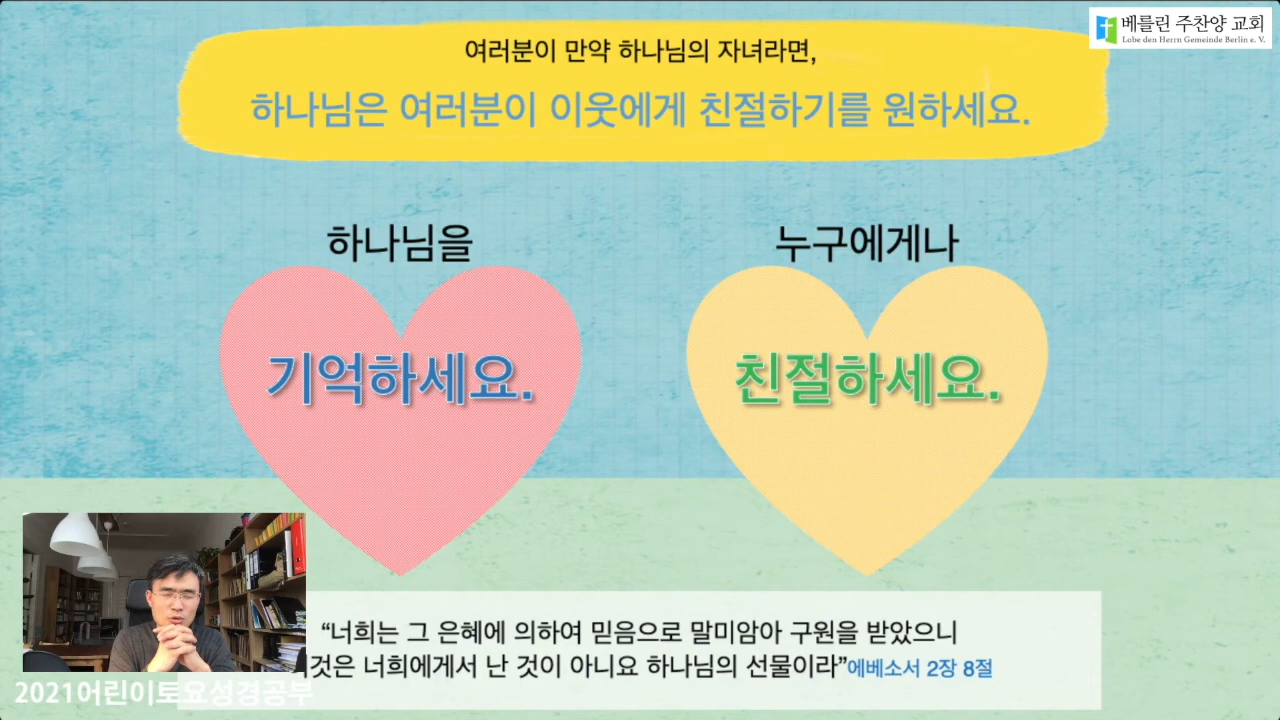 베를린 주찬양 교회
Lobe den Herrn Gemeinde Berlin e. V.
여러분이 만약 하나님의 자녀라면,
하나님은 여러분이 이웃에게 친절하기를 원하세요.
하나님을
기억하세요.
누구에게나
친절하세요.
“너희는 그 은혜에 의하여 믿음으로 말미암아 구원을 받았으니
것은 너희에게서 난 것이 아니요 하나님의 선물이라”에베소서 2장 8절
2021어린이토요성경공부